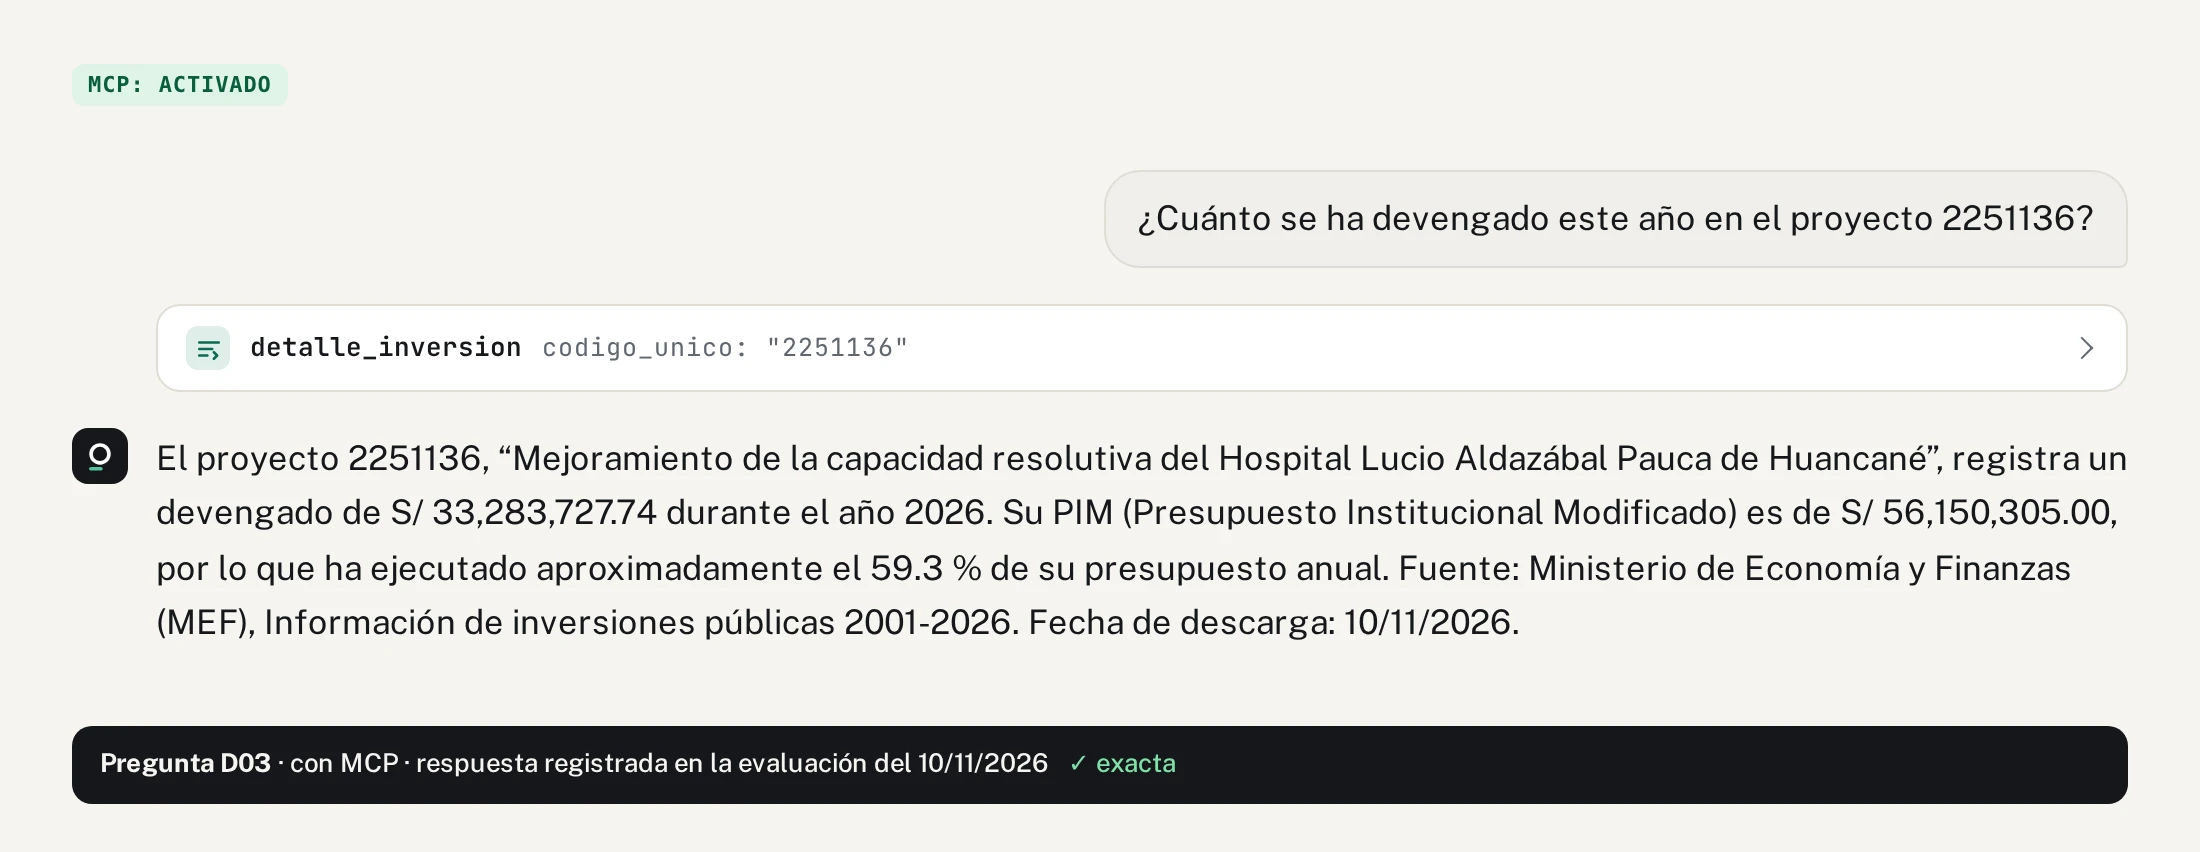 MCP: ACTIVADO
¿Cuánto se ha devengado este año en el proyecto 2251136?
detalle_inversion codigo_unico: "2251136"
El proyecto 2251136, “Mejoramiento de la capacidad resolutiva del Hospital Lucio Aldazábal Pauca de Huancané”, registra un
devengado de S/ 33,283,727.74 durante el año 2026. Su PIM (Presupuesto Institucional Modificado) es de S/ 56,150,305.00,
por lo que ha ejecutado aproximadamente el 59.3 % de su presupuesto anual. Fuente: Ministerio de Economía y Finanzas
(MEF), Información de inversiones públicas 2001-2026. Fecha de descarga: 10/11/2026.
Pregunta D03 · con MCP · respuesta registrada en la evaluación del 10/11/2026 ✓ exacta